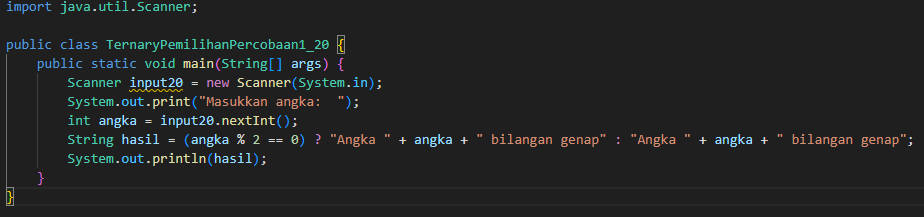 import java.util.Scanner;
public class TernaryPemilihanPercobaan1_20 {
public static void main(String[] args) {
Scanner input20 = new Scanner(System.in);
System.out.print("Masukkan angka:  ");
int angka = input20.nextInt();
String hasil = (angka % 2 == 0) ? "Angka " + angka + " bilangan genap" : "Angka " + angka + " bilangan genap";
System.out.println(hasil);
}
}